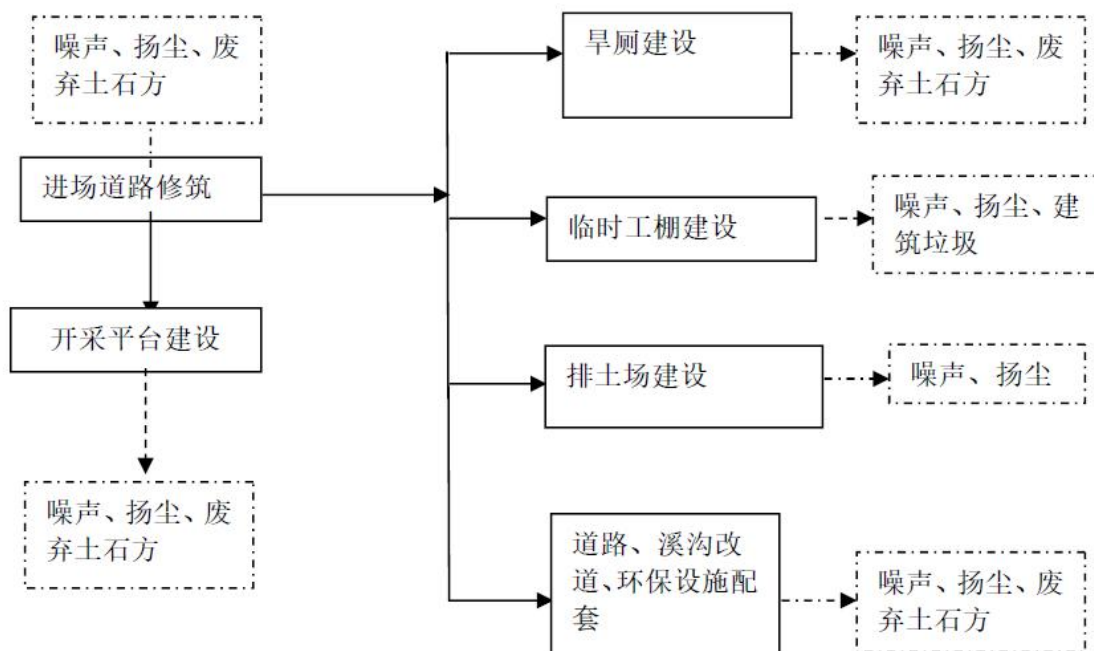 噪声、扬尘、废
弃土石方
进场道路修筑
开采平台建设
噪声、扬尘、废
弃土石方
旱厕建设
噪声、扬尘、废
弃土石方
临时工棚建设
噪声、扬尘、建
筑垃圾
排土场建设
噪声、扬尘
道路、溪沟改
道、环保设施配
套
噪声、扬尘、废
弃土石方